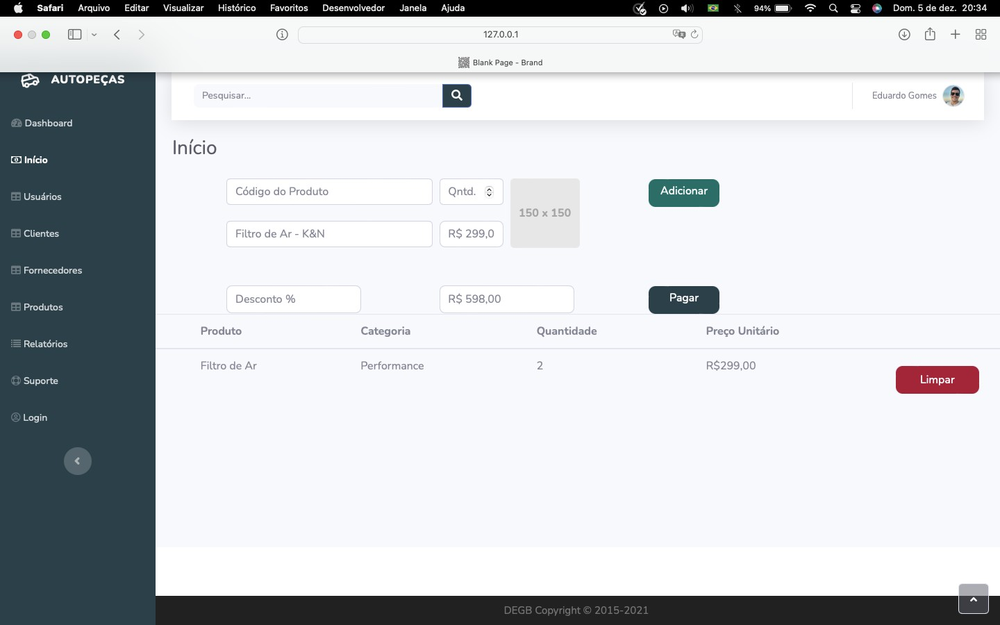 Safari Arquivo Editar Visualizar Histórico Favoritos Desenvolvedor Janela Ajuda 94% Dom. 5 de dez. 20:34
127.0.0.1
Blank Page - Brand
AUTOPEÇAS
Pesquisar...
Eduardo Gomes
Dashboard
Início
Usuários
Clientes
Fornecedores
Produtos
Relatórios
Suporte
Login
Início
Código do Produto Qntd. 150 x 150 Adicionar
Filtro de Ar - K&N R$ 299,0
Desconto % R$ 598,00 Pagar
Produto Categoria Quantidade Preço Unitário
Filtro de Ar Performance 2 R$299,00
Limpar
DEGB Copyright © 2015-2021